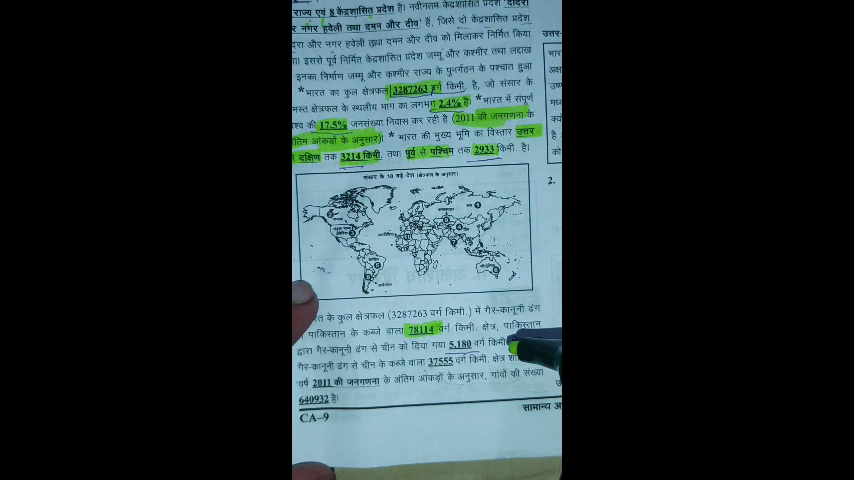 राज्य एवं 8 केंद्रशासित प्रदेश है। नवीनतम केंद्रशासित प्रदेश 'दादरा
नगर हवेली तथा दमन और दीव' हैं, जिसे दो केंद्रशासित प्रदेश
और नगर हवेली तथा दमन और दीव को मिलाकर निर्मित किया
इससे पूर्व निर्मित केंद्रशासित प्रदेश जम्मू और कश्मीर तथा लद्दाख
इनका निर्माण जम्मू और कश्मीर राज्य के पुनर्गठन के पश्चात हुआ
*भारत का कुल क्षेत्रफल 3287263 वर्ग किमी. है, जो संसार के
क्षेत्रफल के स्थलीय भाग का लगभग 2.4% है। *भारत में संपूर्ण
की 17.5% जनसंख्या निवास कर रही है (2011 की जनगणना के
अंतिम आंकड़ों के अनुसार)। * भारत की मुख्य भूमि का विस्तार उत्तर
दक्षिण तक 3214 किमी. तथा पूर्व से पश्चिम तक 2933 किमी. है।
संसार के 10 बड़े देश (क्षेत्रफल के अनुसार)
के कुल क्षेत्रफल (3287263 वर्ग किमी.) में गैर-कानूनी ढंग
पाकिस्तान के कब्जे वाला 78114 वर्ग किमी. क्षेत्र, पाकिस्तान
द्वारा गैर-कानूनी ढंग से चीन को दिया गया 5,180 वर्ग किमी
गैर-कानूनी ढंग से चीन के कब्जे वाला 37555 वर्ग किमी. क्षेत्र
वर्ष 2011 की जनगणना के अंतिम आंकड़ों के अनुसार, गांवों की संख्या
640932 है।
CA–9
सामान्य
उत्तर-
2.